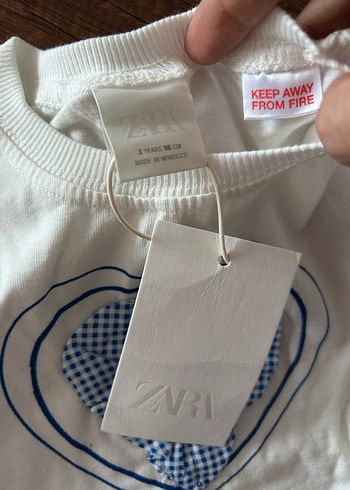 ZARA
3 YEARS 98 CM
MADE IN MOROCCO
KEEP AWAY
FROM FIRE
ZARA